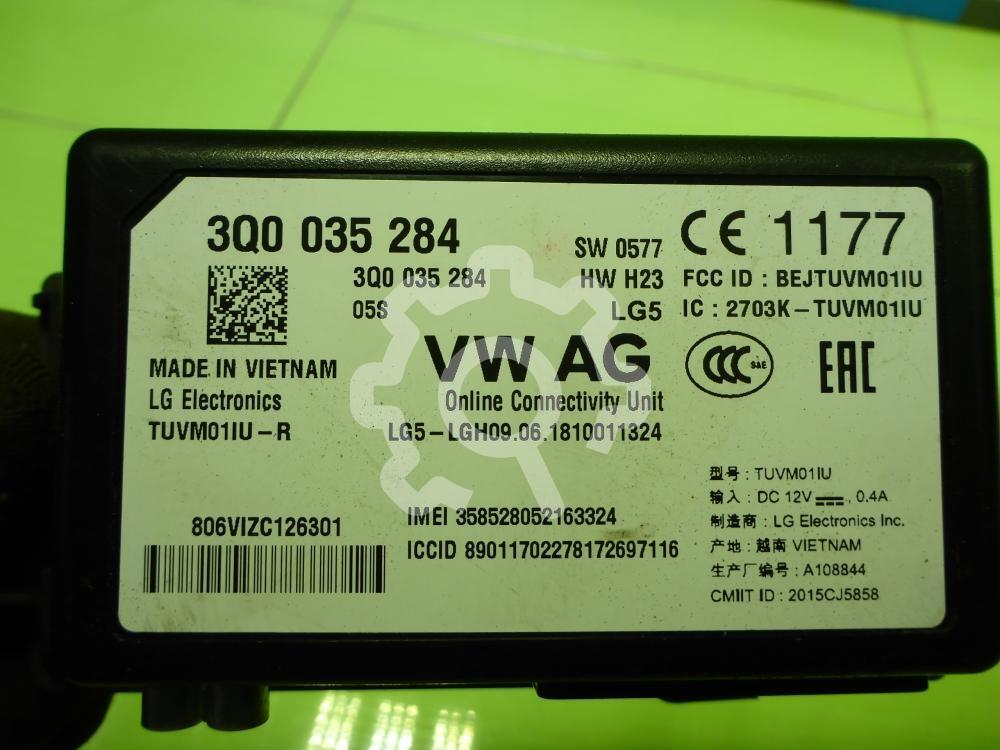 3Q0 035 284
3Q0 035 284
05S
SW 0577
HW H23
LG5
CE 1177
FCC ID : BEJTUVM01IU
IC : 2703K-TUVM01IU
MADE IN VIETNAM
LG Electronics
TUVM01IU-R
VW AG
Online Connectivity Unit
LG5-LGH09.06.1810011324
CCC S&E
EAC
806VIZC126301
IMEI 358528052163324
ICCID 89011702278172697116
型号 : TUVM01IU
输入 : DC 12V ⎓, 0.4A
制造商 : LG Electronics Inc.
产地 : 越南 VIETNAM
生产厂编号 : A108844
CMIIT ID : 2015CJ5858